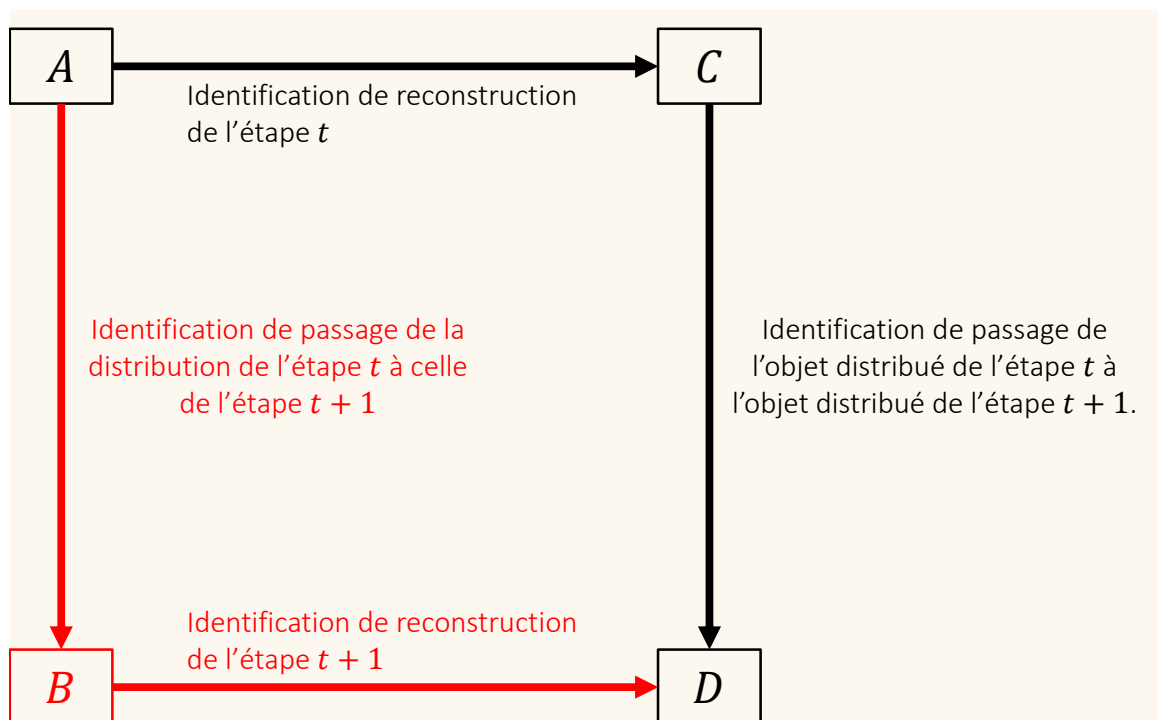 A
C
Identification de reconstruction
de l’étape t
Identification de passage de la
distribution de l’étape t à celle
de l’étape t + 1
Identification de passage de
l’objet distribué de l’étape t à
l’objet distribué de l’étape t + 1.
Identification de reconstruction
de l’étape t + 1
B
D